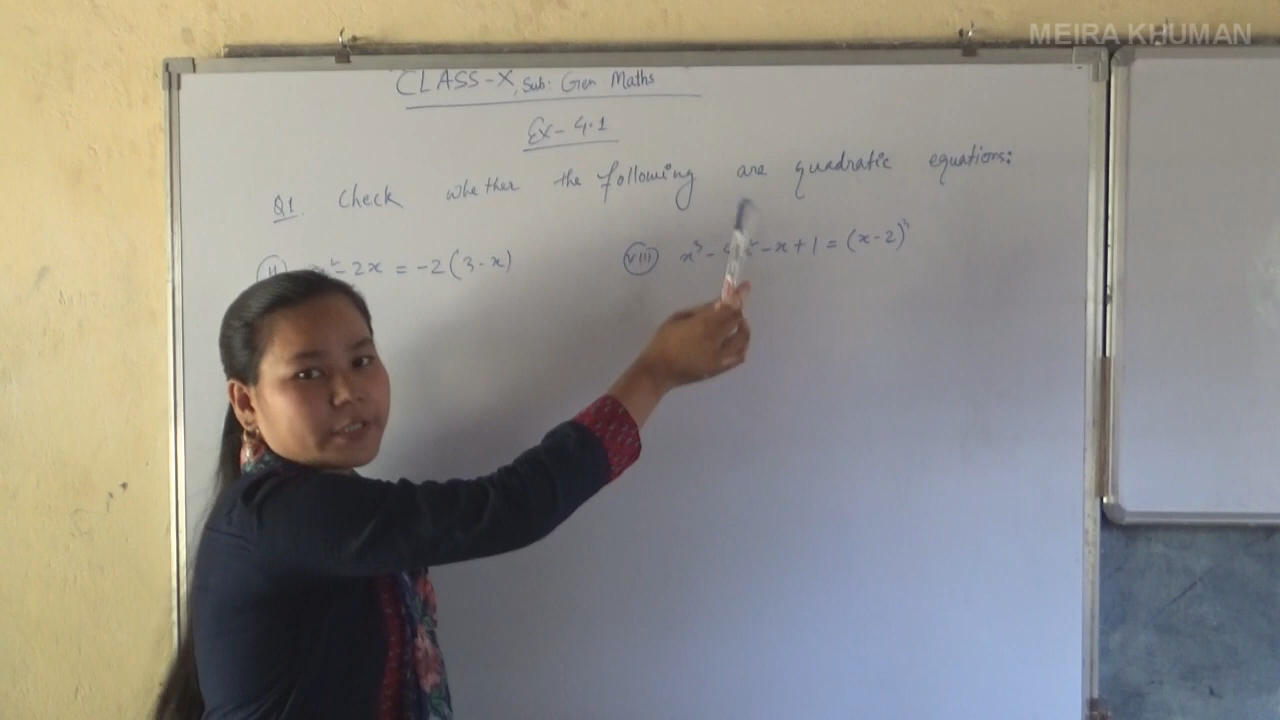 MEIRA KHUMAN
CLASS-X, Sub: Gen Maths
Ex- 4.1
Q1. Check whether the following are quadratic equations:
(ii) x²-2x = -2(3-x)
(viii) x³-4x²-x+1 = (x-2)³